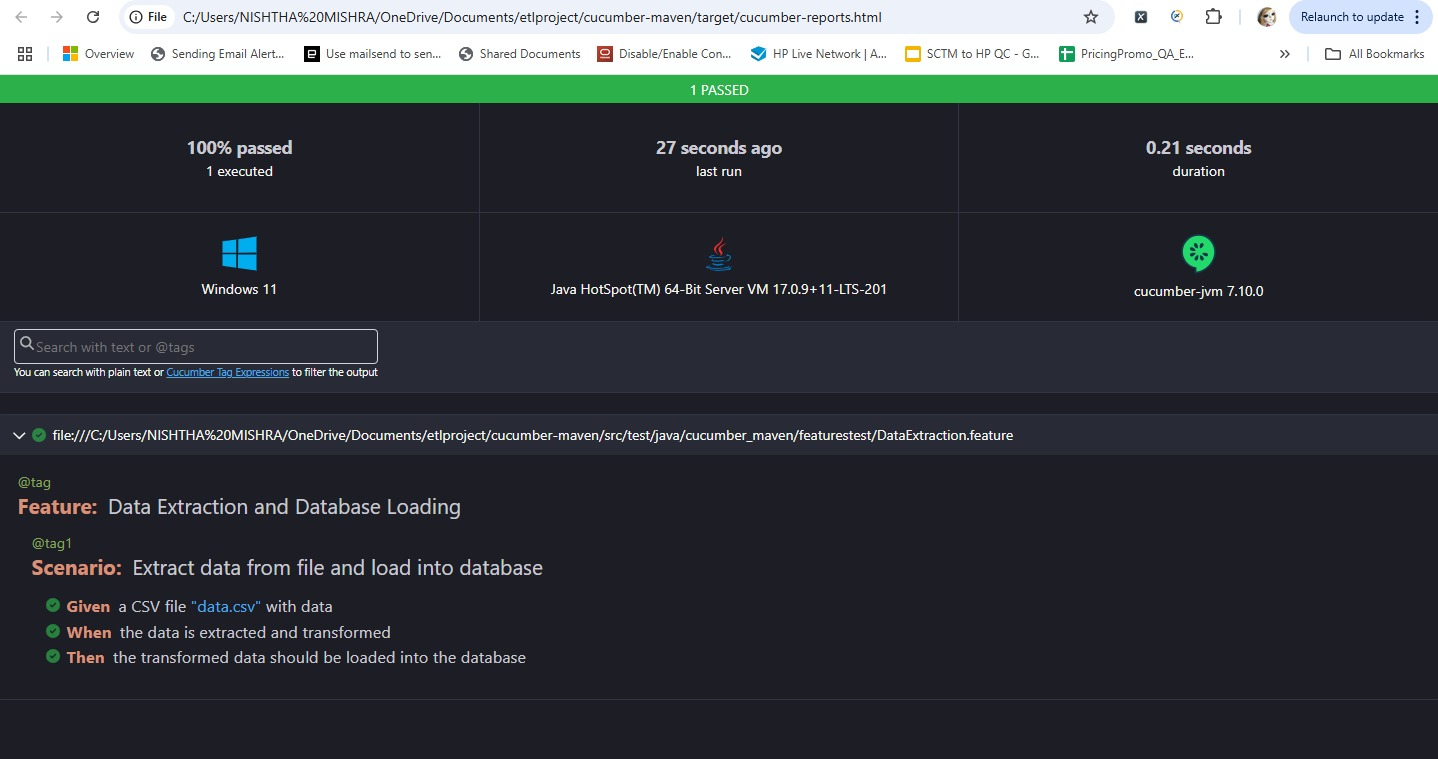 File C:/Users/NISHTHA%20MISHRA/OneDrive/Documents/etlproject/cucumber-maven/target/cucumber-reports.html Relaunch to update
Overview Sending Email Alert... Use mailsend to sen... Shared Documents Disable/Enable Con... HP Live Network | A... SCTM to HP QC - G... PricingPromo_QA_E... » All Bookmarks
1 PASSED
100% passed 27 seconds ago 0.21 seconds
1 executed last run duration
Windows 11 Java HotSpot(TM) 64-Bit Server VM 17.0.9+11-LTS-201 cucumber-jvm 7.10.0
Search with text or @tags
You can search with plain text or Cucumber Tag Expressions to filter the output
file:///C:/Users/NISHTHA%20MISHRA/OneDrive/Documents/etlproject/cucumber-maven/src/test/java/cucumber_maven/featurestest/DataExtraction.feature
@tag
Feature: Data Extraction and Database Loading
@tag1
Scenario: Extract data from file and load into database
Given a CSV file "data.csv" with data
When the data is extracted and transformed
Then the transformed data should be loaded into the database